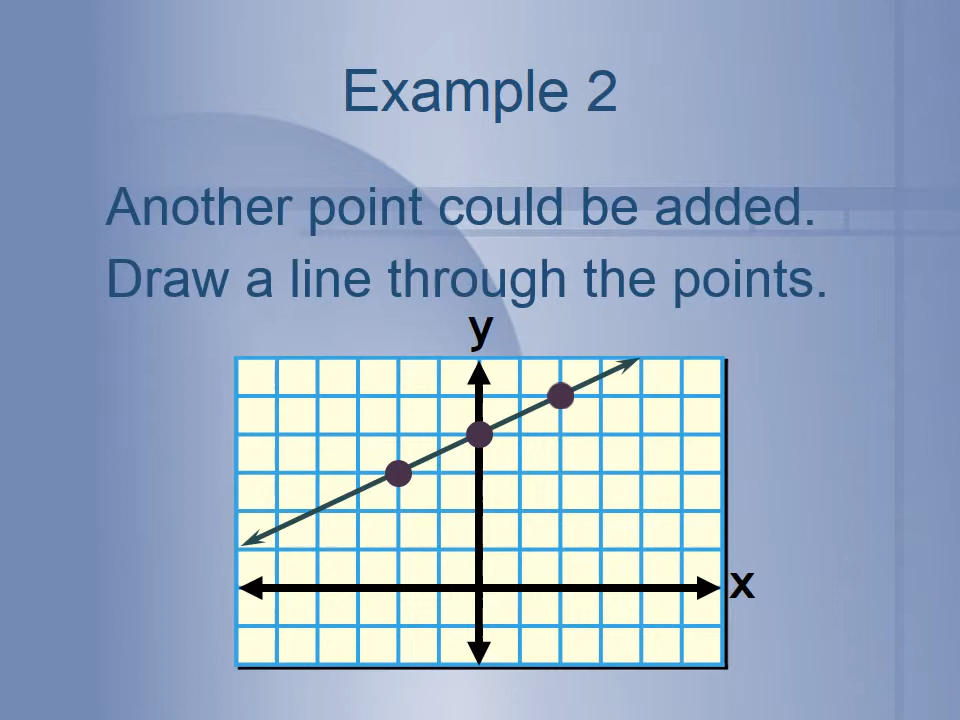 Example 2
Another point could be added.
Draw a line through the points.
y
x